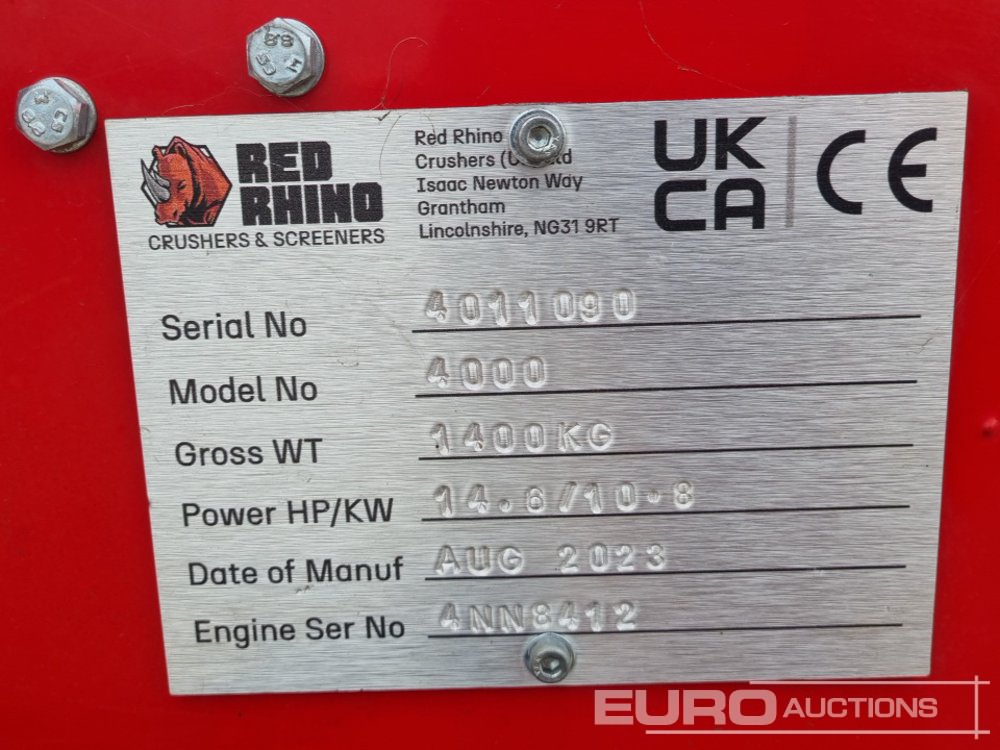 RED
RHINO
CRUSHERS & SCREENERS
Red Rhino
Crushers (
Isaac Newton Way
Grantham
Lincolnshire, NG31 9RT
UK
CA
CE
Serial No 4011090
Model No 4000
Gross WT 1400KG
Power HP/KW 14.6/10.8
Date of Manuf AUG 2023
Engine Ser No 4NN8412
8.8
EURO AUCTIONS